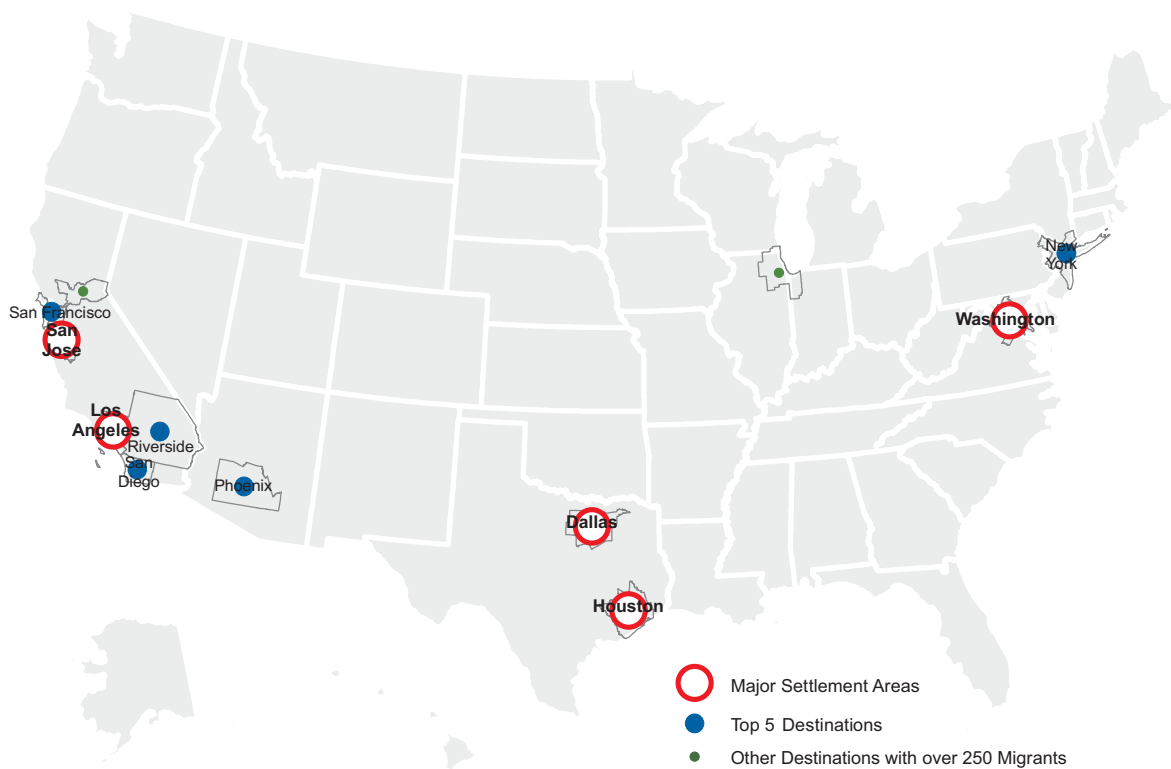 New
York
San Francisco
San
Jose
Washington
Los
Angeles
Riverside
San
Diego
Phoenix
Dallas
Houston
Major Settlement Areas
Top 5 Destinations
Other Destinations with over 250 Migrants